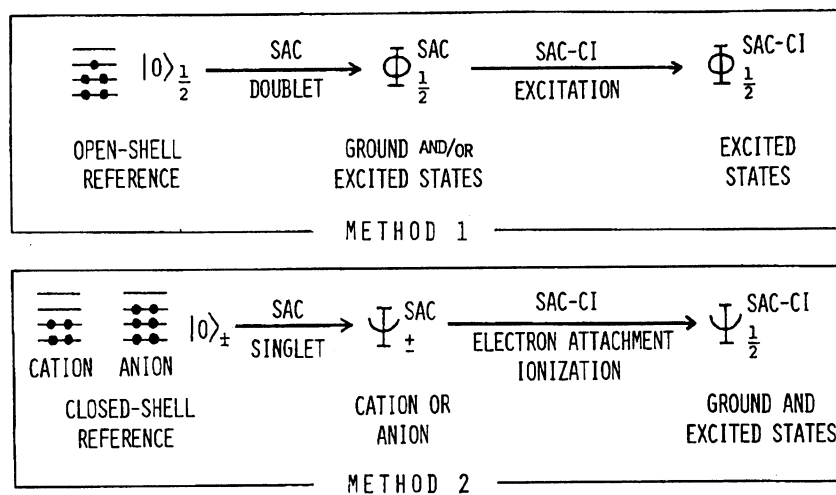 |0⟩ 1/2
SAC
DOUBLET
Φ SAC 1/2
SAC-CI
EXCITATION
Φ SAC-CI 1/2
OPEN-SHELL
REFERENCE
GROUND AND/OR
EXCITED STATES
EXCITED
STATES
METHOD 1
CATION
ANION
|0⟩±
SAC
SINGLET
Ψ SAC ±
SAC-CI
ELECTRON ATTACHMENT
IONIZATION
Ψ SAC-CI 1/2
CLOSED-SHELL
REFERENCE
CATION OR
ANION
GROUND AND
EXCITED STATES
METHOD 2